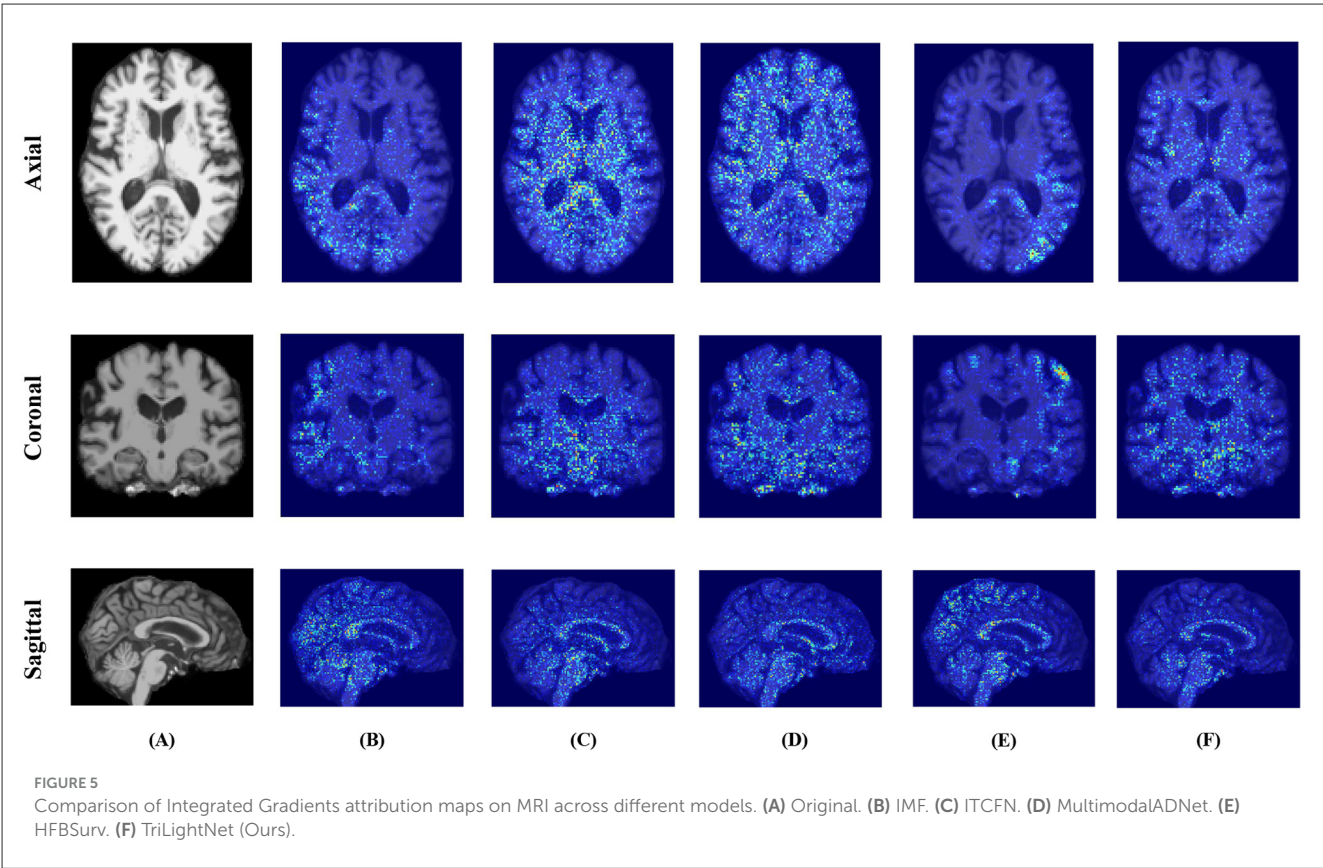 Axial
Coronal
Sagittal
(A) (B) (C) (D) (E) (F)
FIGURE 5
Comparison of Integrated Gradients attribution maps on MRI across different models. (A) Original. (B) IMF. (C) ITCFN. (D) MultimodalADNet. (E)
HFBSurv. (F) TriLightNet (Ours).